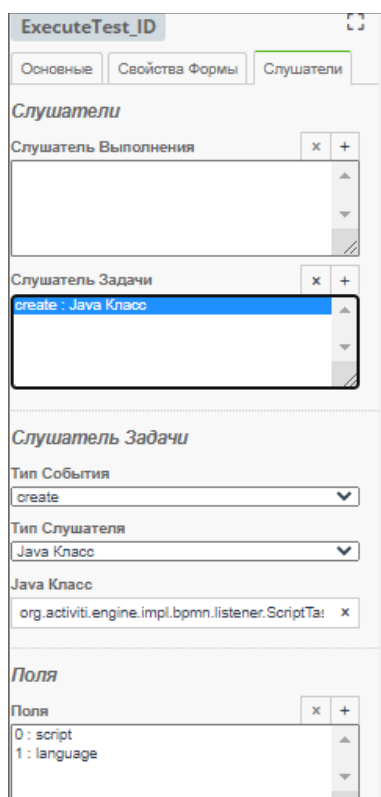 ExecuteTest_ID
Основные
Свойства Формы
Слушатели
Слушатели
Слушатель Выполнения
x +
Слушатель Задачи
x +
create : Java Класс
Слушатель Задачи
Тип События
create
Тип Слушателя
Java Класс
Java Класс
org.activiti.engine.impl.bpmn.listener.ScriptTas x
Поля
Поля
x +
0 : script
1 : language